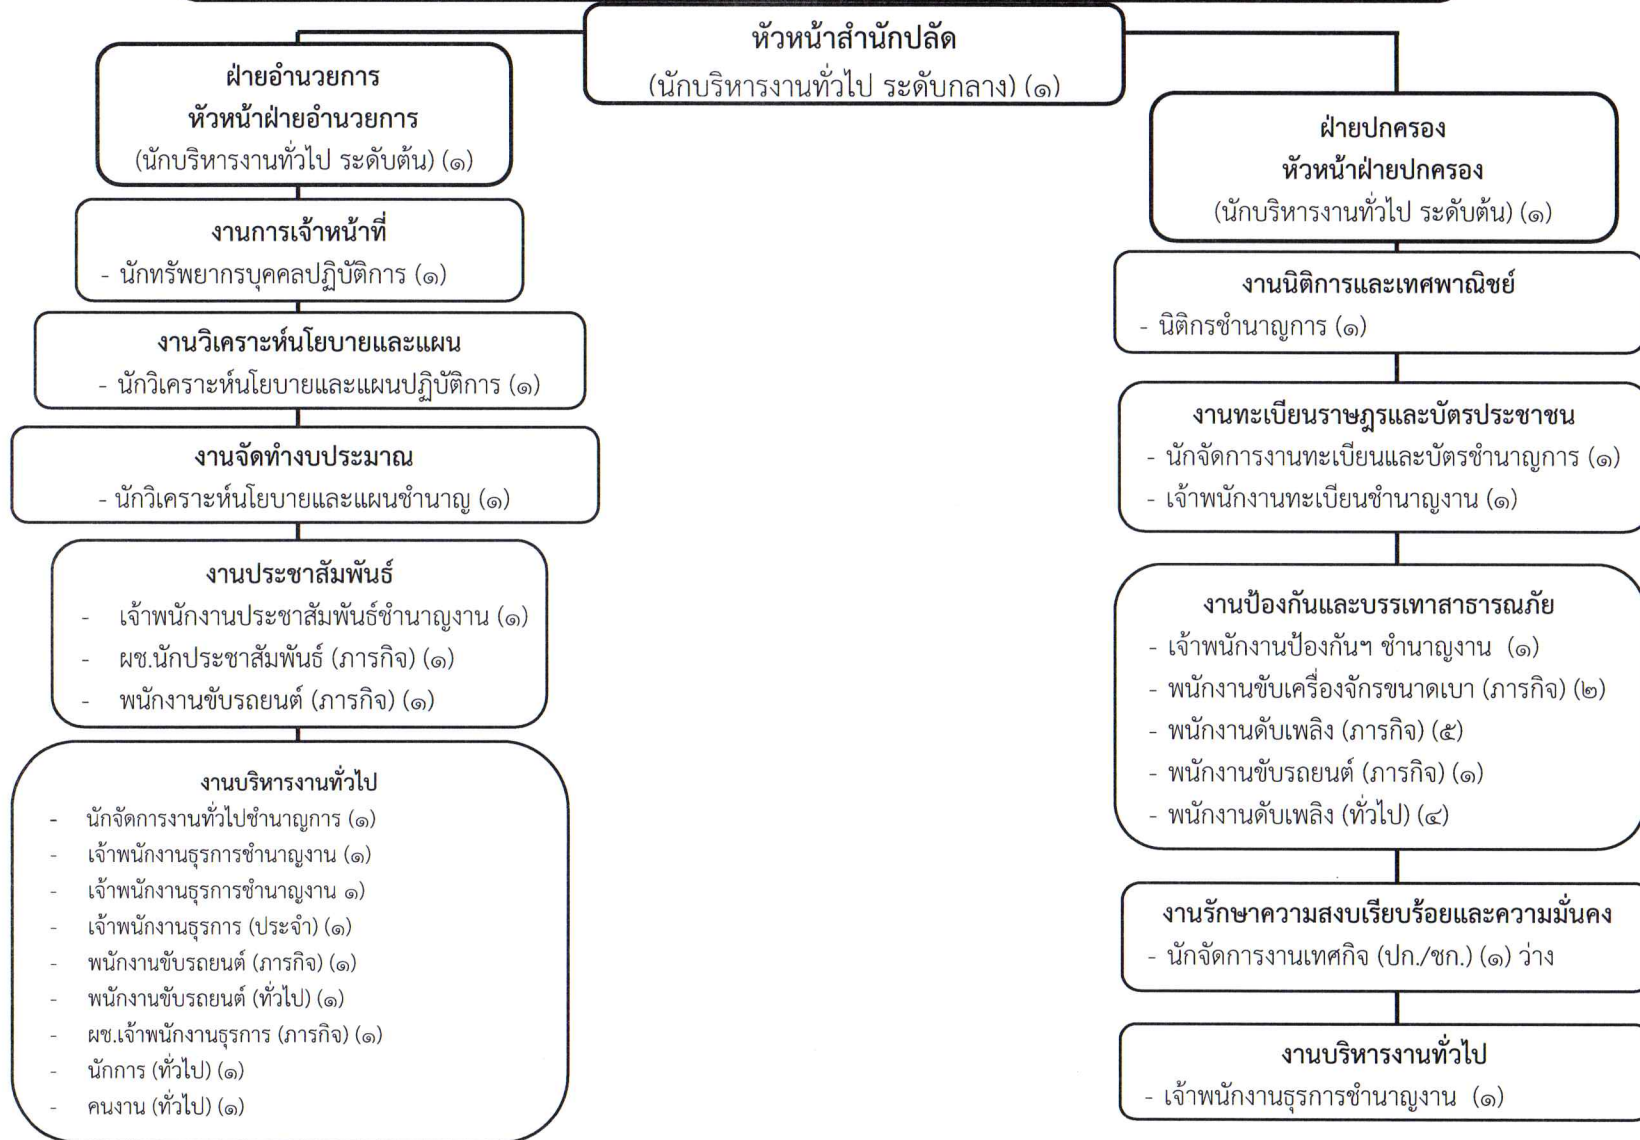 หัวหน้าสำนักปลัด
(นักบริหารงานทั่วไป ระดับกลาง) (๑)
ฝ่ายอำนวยการ
หัวหน้าฝ่ายอำนวยการ
(นักบริหารงานทั่วไป ระดับต้น) (๑)
งานการเจ้าหน้าที่
- นักทรัพยากรบุคคลปฏิบัติการ (๑)
งานวิเคราะห์นโยบายและแผน
- นักวิเคราะห์นโยบายและแผนปฏิบัติการ (๑)
งานจัดทำงบประมาณ
- นักวิเคราะห์นโยบายและแผนชำนาญ (๑)
งานประชาสัมพันธ์
- เจ้าพนักงานประชาสัมพันธ์ชำนาญงาน (๑)
- ผช.นักประชาสัมพันธ์ (ภารกิจ) (๑)
- พนักงานขับรถยนต์ (ภารกิจ) (๑)
งานบริหารงานทั่วไป
- นักจัดการงานทั่วไปชำนาญการ (๑)
- เจ้าพนักงานธุรการชำนาญงาน (๑)
- เจ้าพนักงานธุรการชำนาญงาน ๑)
- เจ้าพนักงานธุรการ (ประจำ) (๑)
- พนักงานขับรถยนต์ (ภารกิจ) (๑)
- พนักงานขับรถยนต์ (ทั่วไป) (๑)
- ผช.เจ้าพนักงานธุรการ (ภารกิจ) (๑)
- นักการ (ทั่วไป) (๑)
- คนงาน (ทั่วไป) (๑)
ฝ่ายปกครอง
หัวหน้าฝ่ายปกครอง
(นักบริหารงานทั่วไป ระดับต้น) (๑)
งานนิติการและเทศพาณิชย์
- นิติกรชำนาญการ (๑)
งานทะเบียนราษฎรและบัตรประชาชน
- นักจัดการงานทะเบียนและบัตรชำนาญการ (๑)
- เจ้าพนักงานทะเบียนชำนาญงาน (๑)
งานป้องกันและบรรเทาสาธารณภัย
- เจ้าพนักงานป้องกันฯ ชำนาญงาน (๑)
- พนักงานขับเครื่องจักรขนาดเบา (ภารกิจ) (๒)
- พนักงานดับเพลิง (ภารกิจ) (๕)
- พนักงานขับรถยนต์ (ภารกิจ) (๑)
- พนักงานดับเพลิง (ทั่วไป) (๔)
งานรักษาความสงบเรียบร้อยและความมั่นคง
- นักจัดการงานเทศกิจ (ปก./ชก.) (๑) ว่าง
งานบริหารงานทั่วไป
- เจ้าพนักงานธุรการชำนาญงาน (๑)